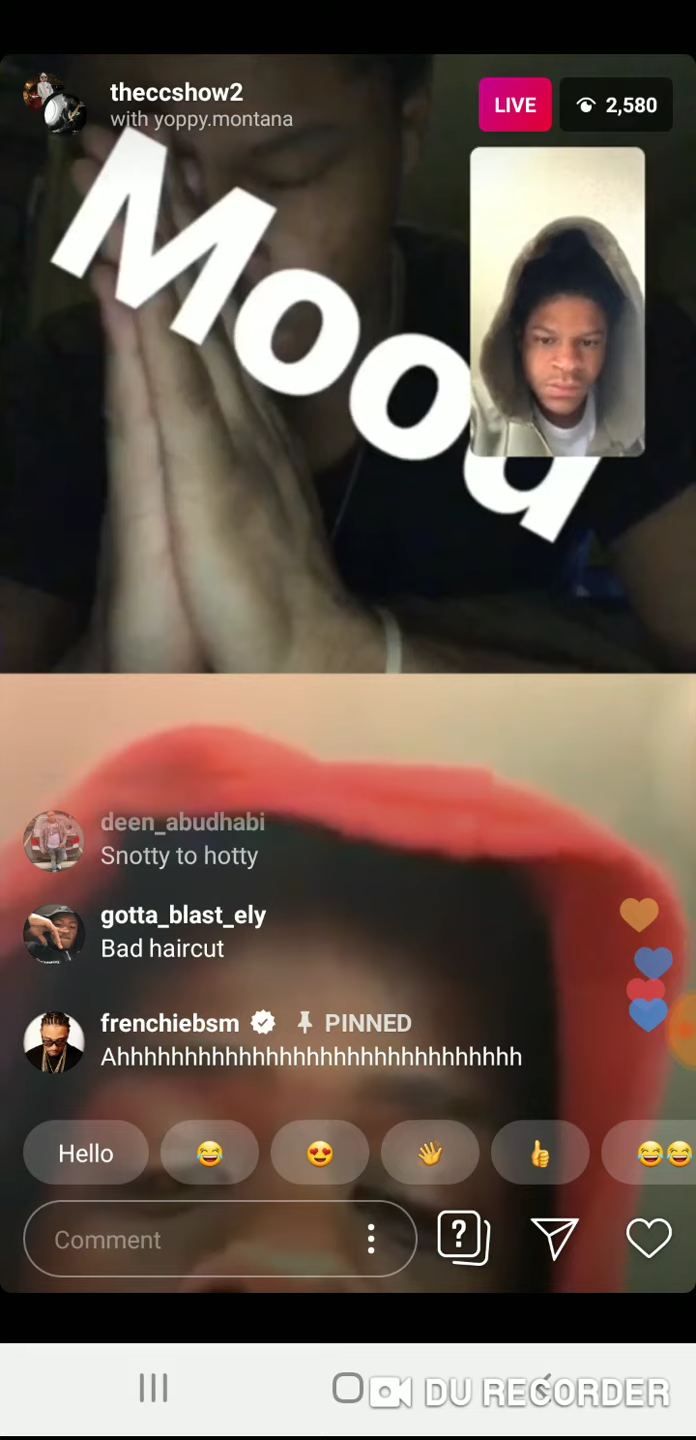 theccshow2
with yoppy.montana
LIVE
2,580
Mood
deen_abudhabi
Snotty to hotty
gotta_blast_ely
Bad haircut
frenchiebsm PINNED
Ahhhhhhhhhhhhhhhhhhhhhhhhhhhhhh
Hello
Comment
DU RECORDER